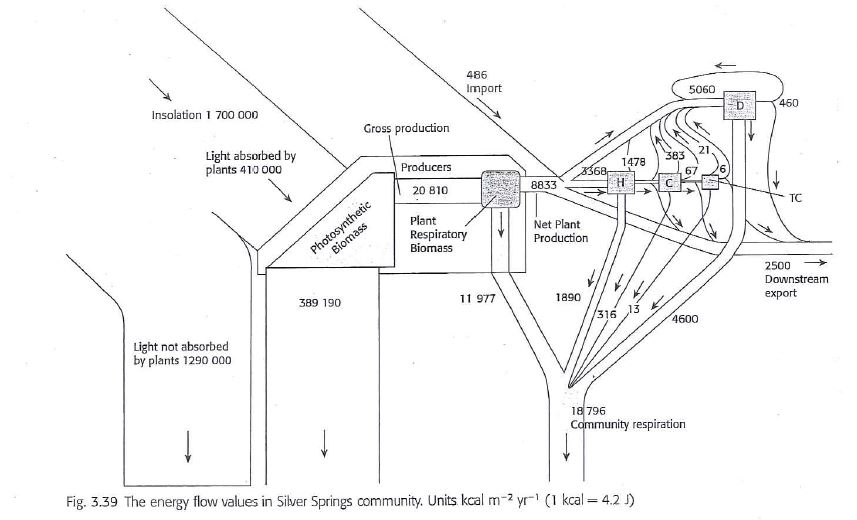 486
Import
5060
D
460
Insolation 1 700 000
Gross production
21
383
1478
Light absorbed by
plants 410 000
Producers
3368
67
6
20 810
8833
H
C
TC
Photosynthetic
Biomass
Plant
Respiratory
Biomass
Net Plant
Production
2500
Downstream
export
389 190
11 977
1890
316
13
4600
Light not absorbed
by plants 1290 000
18 796
Community respiration
Fig. 3.39 The energy flow values in Silver Springs community. Units kcal m⁻² yr⁻¹ (1 kcal = 4.2 J)